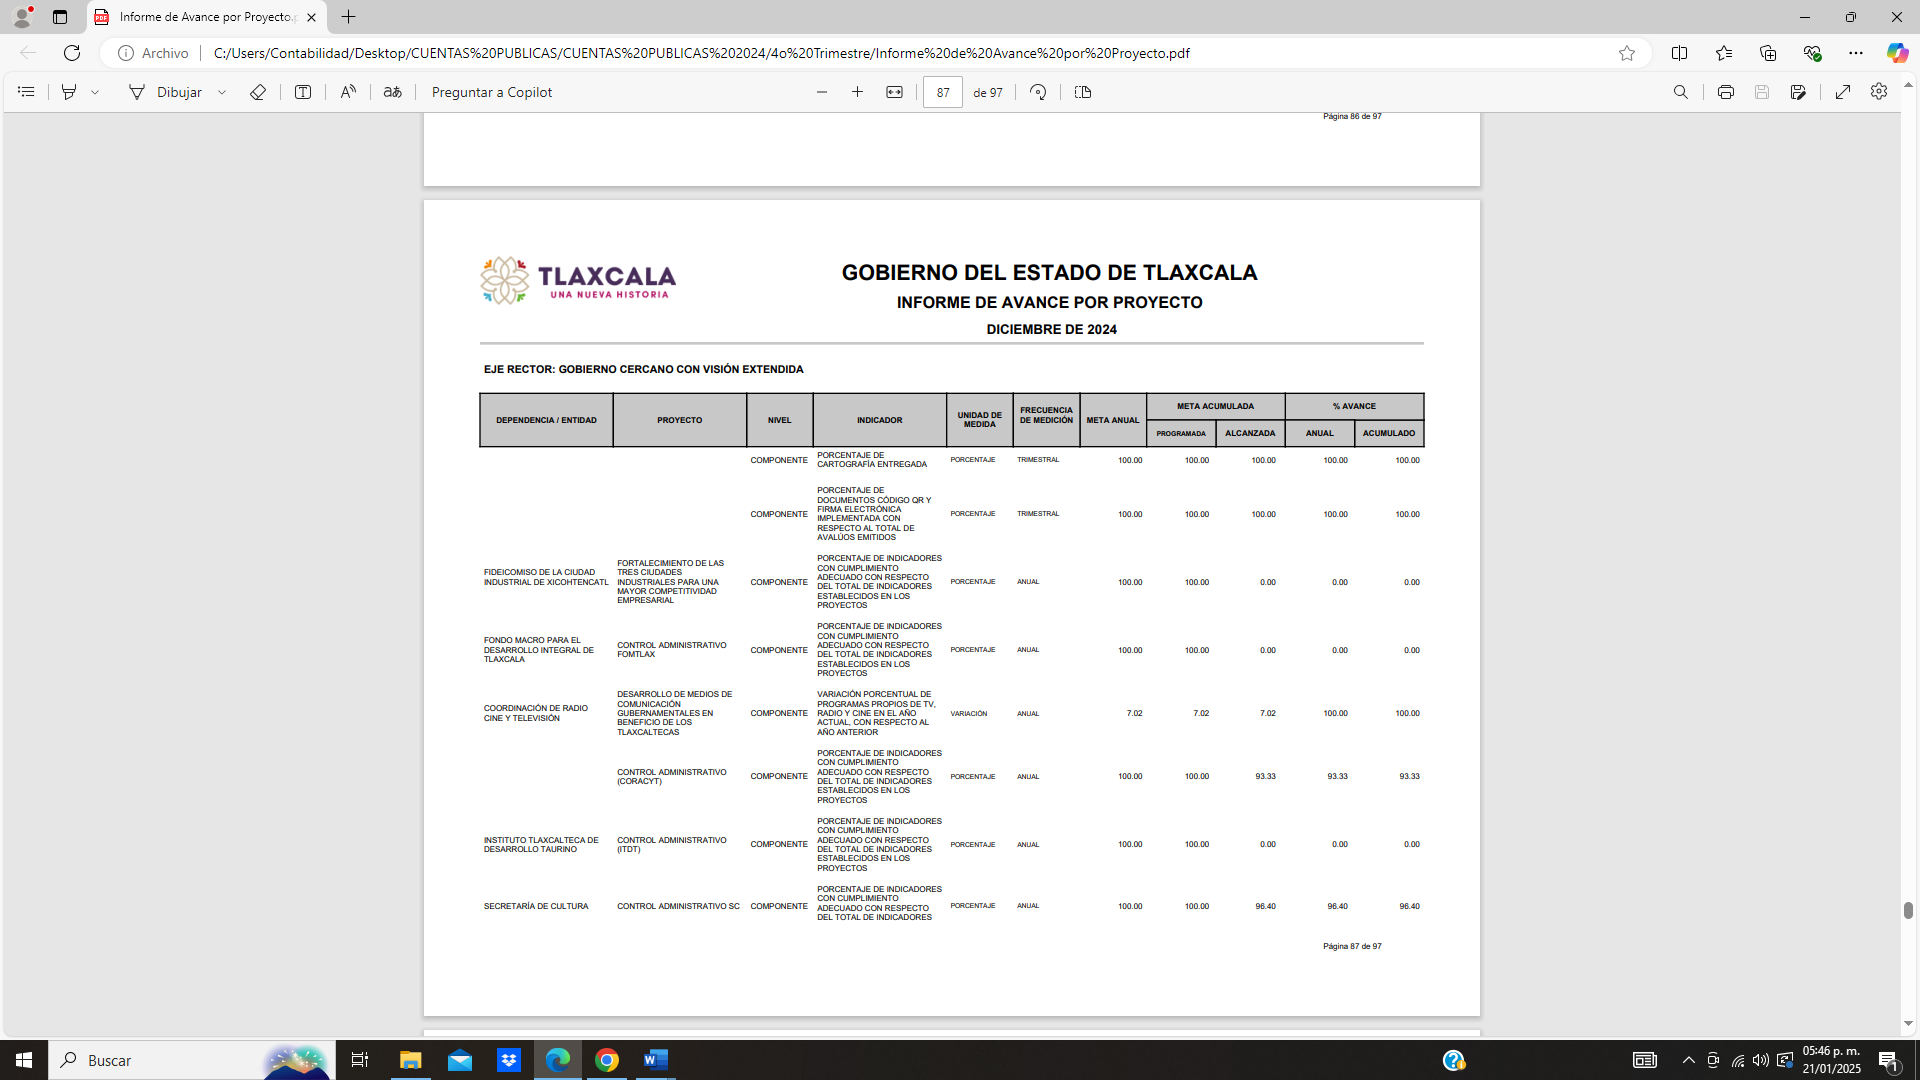 Informe de Avance por Proyecto.p
Archivo
C:/Users/Contabilidad/Desktop/CUENTAS%20PUBLICAS/CUENTAS%20PUBLICAS%202024/4o%20Trimestre/Informe%20de%20Avance%20por%20Proyecto.pdf
Dibujar
Preguntar a Copilot
87 de 97
Página 86 de 97
TLAXCALA
UNA NUEVA HISTORIA
GOBIERNO DEL ESTADO DE TLAXCALA
INFORME DE AVANCE POR PROYECTO
DICIEMBRE DE 2024
EJE RECTOR: GOBIERNO CERCANO CON VISIÓN EXTENDIDA
DEPENDENCIA / ENTIDAD
PROYECTO
NIVEL
INDICADOR
UNIDAD DE
MEDIDA
FRECUENCIA
DE MEDICIÓN
META ANUAL
META ACUMULADA
PROGRAMADA
ALCANZADA
% AVANCE
ANUAL
ACUMULADO
COMPONENTE
PORCENTAJE DE
CARTOGRAFÍA ENTREGADA
PORCENTAJE
TRIMESTRAL
100.00
100.00
100.00
100.00
100.00
COMPONENTE
PORCENTAJE DE
DOCUMENTOS CÓDIGO QR Y
FIRMA ELECTRÓNICA
IMPLEMENTADA CON
RESPECTO AL TOTAL DE
AVALÚOS EMITIDOS
PORCENTAJE
TRIMESTRAL
100.00
100.00
100.00
100.00
100.00
FIDEICOMISO DE LA CIUDAD
INDUSTRIAL DE XICOHTENCATL
FORTALECIMIENTO DE LAS
TRES CIUDADES
INDUSTRIALES PARA UNA
MAYOR COMPETITIVIDAD
EMPRESARIAL
COMPONENTE
PORCENTAJE DE INDICADORES
CON CUMPLIMIENTO
ADECUADO CON RESPECTO
DEL TOTAL DE INDICADORES
ESTABLECIDOS EN LOS
PROYECTOS
PORCENTAJE
ANUAL
100.00
100.00
0.00
0.00
0.00
FONDO MACRO PARA EL
DESARROLLO INTEGRAL DE
TLAXCALA
CONTROL ADMINISTRATIVO
FOMTLAX
COMPONENTE
PORCENTAJE DE INDICADORES
CON CUMPLIMIENTO
ADECUADO CON RESPECTO
DEL TOTAL DE INDICADORES
ESTABLECIDOS EN LOS
PROYECTOS
PORCENTAJE
ANUAL
100.00
100.00
0.00
0.00
0.00
COORDINACIÓN DE RADIO
CINE Y TELEVISIÓN
DESARROLLO DE MEDIOS DE
COMUNICACIÓN
GUBERNAMENTALES EN
BENEFICIO DE LOS
TLAXCALTECAS
COMPONENTE
VARIACIÓN PORCENTUAL DE
PROGRAMAS PROPIOS DE TV,
RADIO Y CINE EN EL AÑO
ACTUAL, CON RESPECTO AL
AÑO ANTERIOR
VARIACIÓN
ANUAL
7.02
7.02
7.02
100.00
100.00
CONTROL ADMINISTRATIVO
(CORACYT)
COMPONENTE
PORCENTAJE DE INDICADORES
CON CUMPLIMIENTO
ADECUADO CON RESPECTO
DEL TOTAL DE INDICADORES
ESTABLECIDOS EN LOS
PROYECTOS
PORCENTAJE
ANUAL
100.00
100.00
93.33
93.33
93.33
INSTITUTO TLAXCALTECA DE
DESARROLLO TAURINO
CONTROL ADMINISTRATIVO
(ITDT)
COMPONENTE
PORCENTAJE DE INDICADORES
CON CUMPLIMIENTO
ADECUADO CON RESPECTO
DEL TOTAL DE INDICADORES
ESTABLECIDOS EN LOS
PROYECTOS
PORCENTAJE
ANUAL
100.00
100.00
0.00
0.00
0.00
SECRETARÍA DE CULTURA
CONTROL ADMINISTRATIVO SC
COMPONENTE
PORCENTAJE DE INDICADORES
CON CUMPLIMIENTO
ADECUADO CON RESPECTO
DEL TOTAL DE INDICADORES
PORCENTAJE
ANUAL
100.00
100.00
96.40
96.40
96.40
Página 87 de 97
Buscar
05:46 p. m.
21/01/2025
1